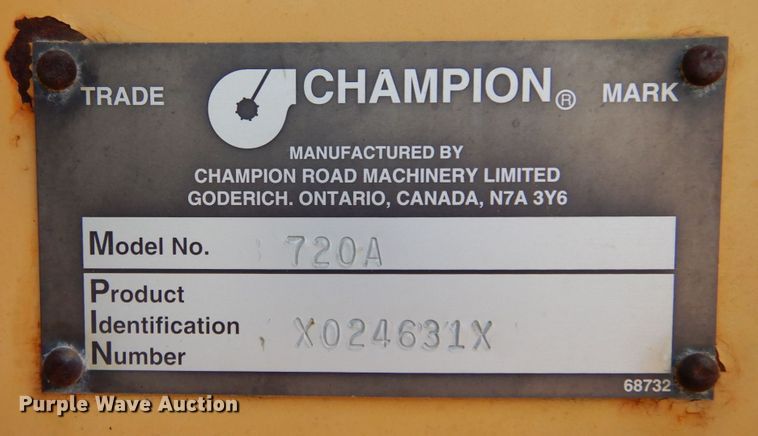 TRADE CHAMPION® MARK
MANUFACTURED BY
CHAMPION ROAD MACHINERY LIMITED
GODERICH. ONTARIO, CANADA, N7A 3Y6
Model No. 720A
Product
Identification X024631X
Number
68732
Purple Wave Auction